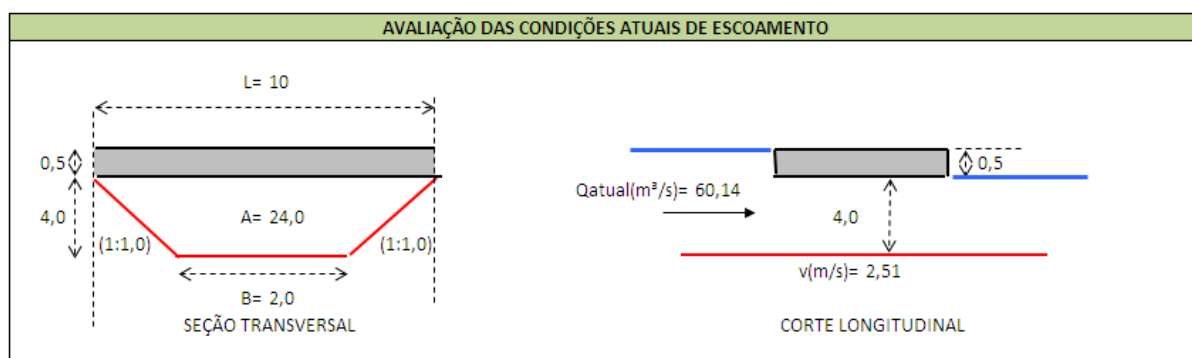 AVALIAÇÃO DAS CONDIÇÕES ATUAIS DE ESCOAMENTO
L= 10
0,5
4,0
A= 24,0
(1:1,0)
(1:1,0)
B= 2,0
SEÇÃO TRANSVERSAL
0,5
Qatual(m³/s)= 60,14
4,0
v(m/s)= 2,51
CORTE LONGITUDINAL